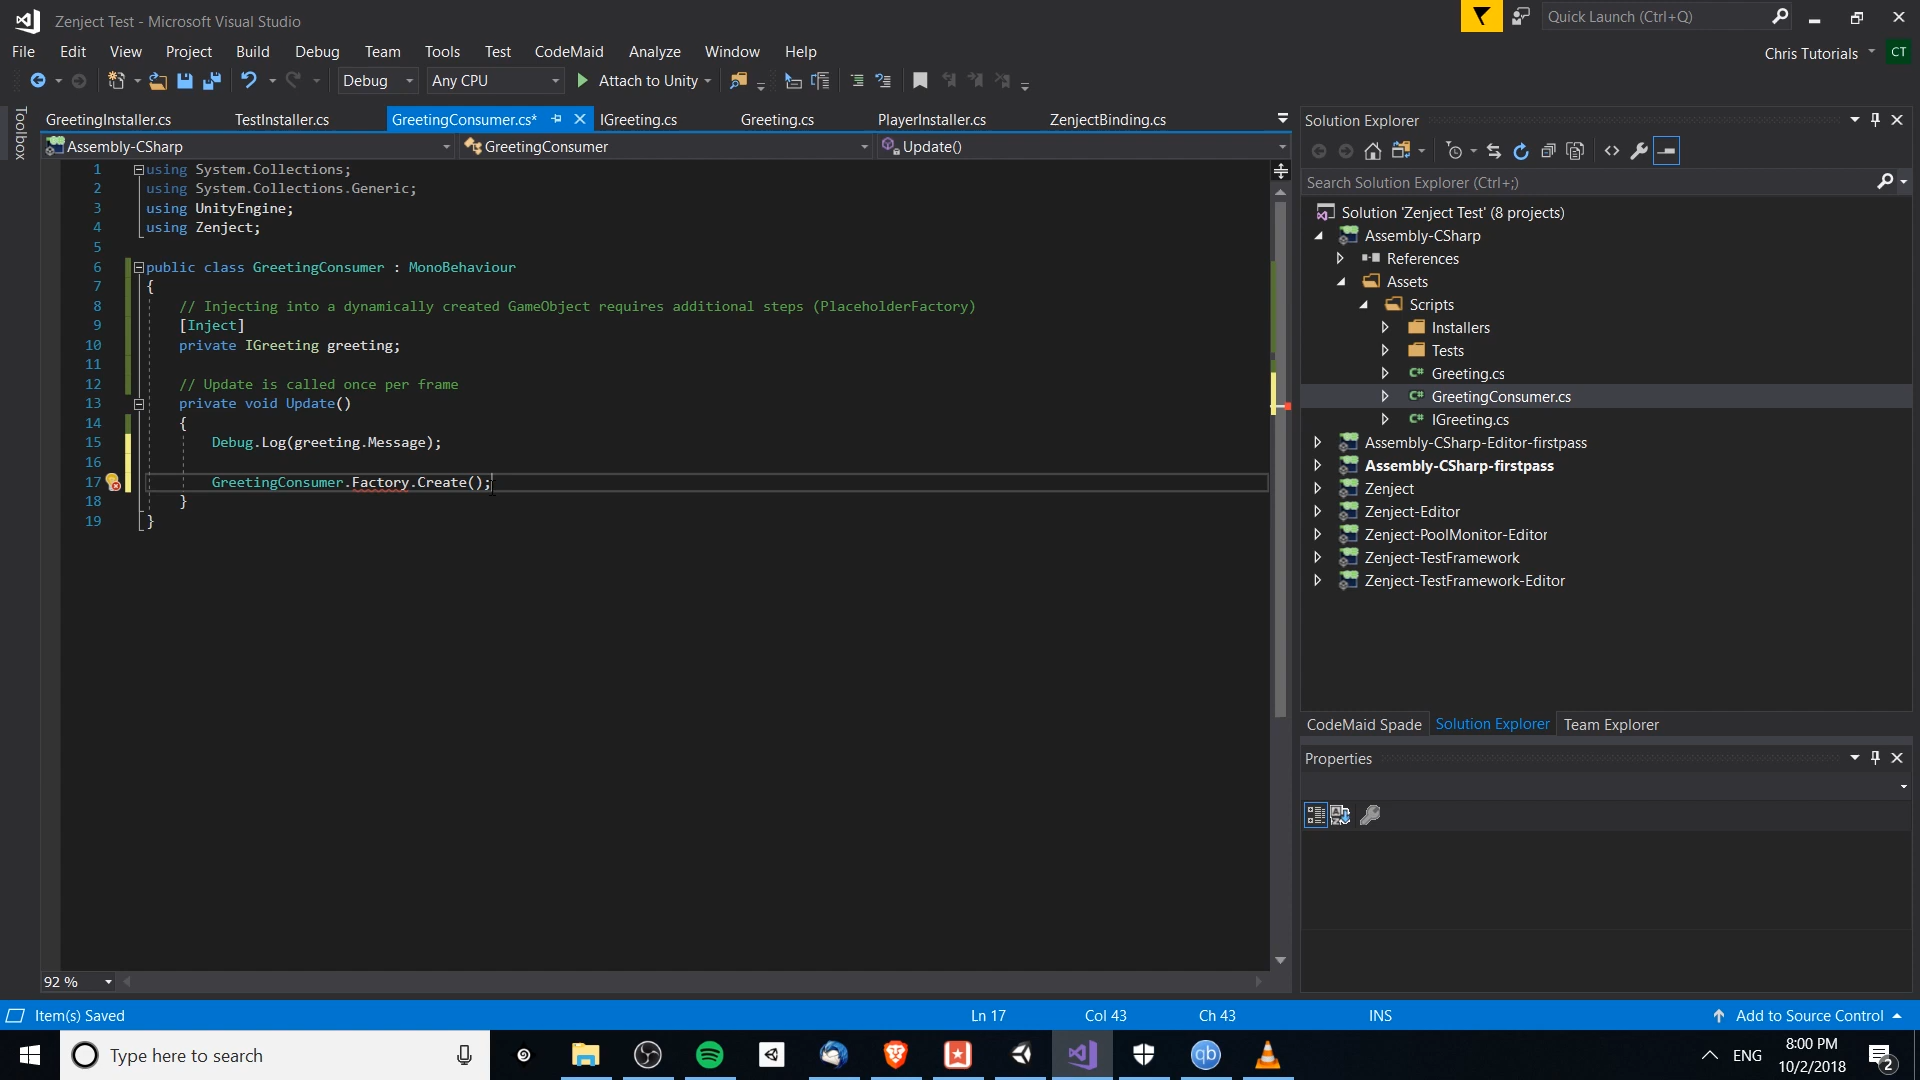 Zenject Test - Microsoft Visual Studio
Quick Launch (Ctrl+Q)
File Edit View Project Build Debug Team Tools Test CodeMaid Analyze Window Help
Chris Tutorials CT
Debug Any CPU Attach to Unity
Toolbox
GreetingInstaller.cs TestInstaller.cs GreetingConsumer.cs* IGreeting.cs Greeting.cs PlayerInstaller.cs ZenjectBinding.cs
Assembly-CSharp GreetingConsumer Update()
1 using System.Collections;
2 using System.Collections.Generic;
3 using UnityEngine;
4 using Zenject;
5
6 public class GreetingConsumer : MonoBehaviour
7 {
8 // Injecting into a dynamically created GameObject requires additional steps (PlaceholderFactory)
9 [Inject]
10 private IGreeting greeting;
11
12 // Update is called once per frame
13 private void Update()
14 {
15 Debug.Log(greeting.Message);
16
17 GreetingConsumer.Factory.Create();
18 }
19 }
92 %
Solution Explorer
Search Solution Explorer (Ctrl+;)
Solution 'Zenject Test' (8 projects)
Assembly-CSharp
References
Assets
Scripts
Installers
Tests
C# Greeting.cs
C# GreetingConsumer.cs
C# IGreeting.cs
Assembly-CSharp-Editor-firstpass
Assembly-CSharp-firstpass
Zenject
Zenject-Editor
Zenject-PoolMonitor-Editor
Zenject-TestFramework
Zenject-TestFramework-Editor
CodeMaid Spade Solution Explorer Team Explorer
Properties
Item(s) Saved Ln 17 Col 43 Ch 43 INS Add to Source Control
Type here to search
qb
ENG
8:00 PM
10/2/2018
2